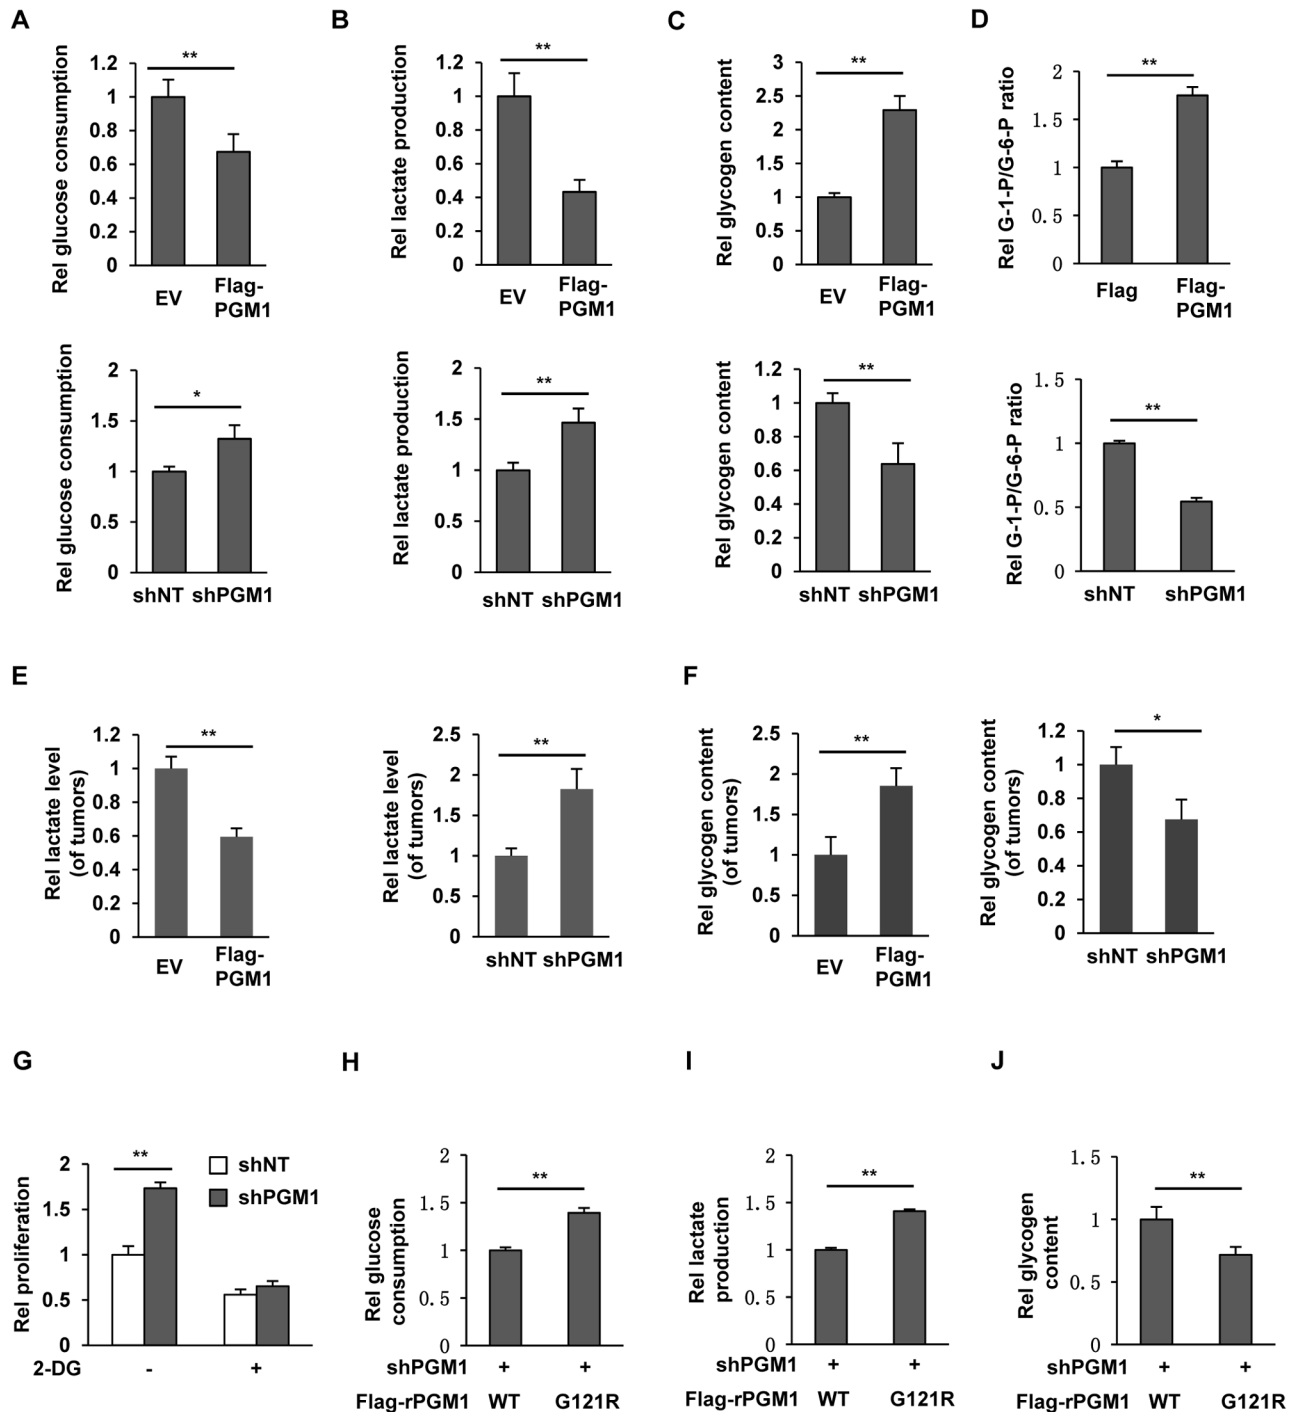 A
Rel glucose consumption
1.2
1
0.8
0.6
0.4
0.2
0
**
EV
Flag-
PGM1
B
Rel lactate production
1.2
1
0.8
0.6
0.4
0.2
0
**
EV
Flag-
PGM1
C
Rel glycogen content
3
2.5
2
1.5
1
0.5
0
**
EV
Flag-
PGM1
D
Rel G-1-P/G-6-P ratio
2
1.5
1
0.5
0
**
Flag
Flag-
PGM1
Rel glucose consumption
2
1.5
1
0.5
0
*
shNT shPGM1
Rel lactate production
2
1.5
1
0.5
0
**
shNT shPGM1
Rel glycogen content
1.2
1
0.8
0.6
0.4
0.2
0
**
shNT shPGM1
Rel G-1-P/G-6-P ratio
1.5
1
0.5
0
**
shNT shPGM1
E
Rel lactate level
(of tumors)
1.2
1
0.8
0.6
0.4
0.2
0
**
EV
Flag-
PGM1
Rel lactate level
(of tumors)
2.5
2
1.5
1
0.5
0
**
shNT shPGM1
F
Rel glycogen content
(of tumors)
2.5
2
1.5
1
0.5
0
**
EV
Flag-
PGM1
Rel glycogen content
(of tumors)
1.2
1
0.8
0.6
0.4
0.2
0
*
shNT shPGM1
G
Rel proliferation
2
1.5
1
0.5
0
**
shNT
shPGM1
2-DG - +
H
Rel glucose
consumption
2
1.5
1
0.5
0
**
shPGM1 + +
Flag-rPGM1 WT G121R
I
Rel lactate
production
2
1.5
1
0.5
0
**
shPGM1 + +
Flag-rPGM1 WT G121R
J
Rel glycogen
content
1.5
1
0.5
0
**
shPGM1 + +
Flag-rPGM1 WT G121R